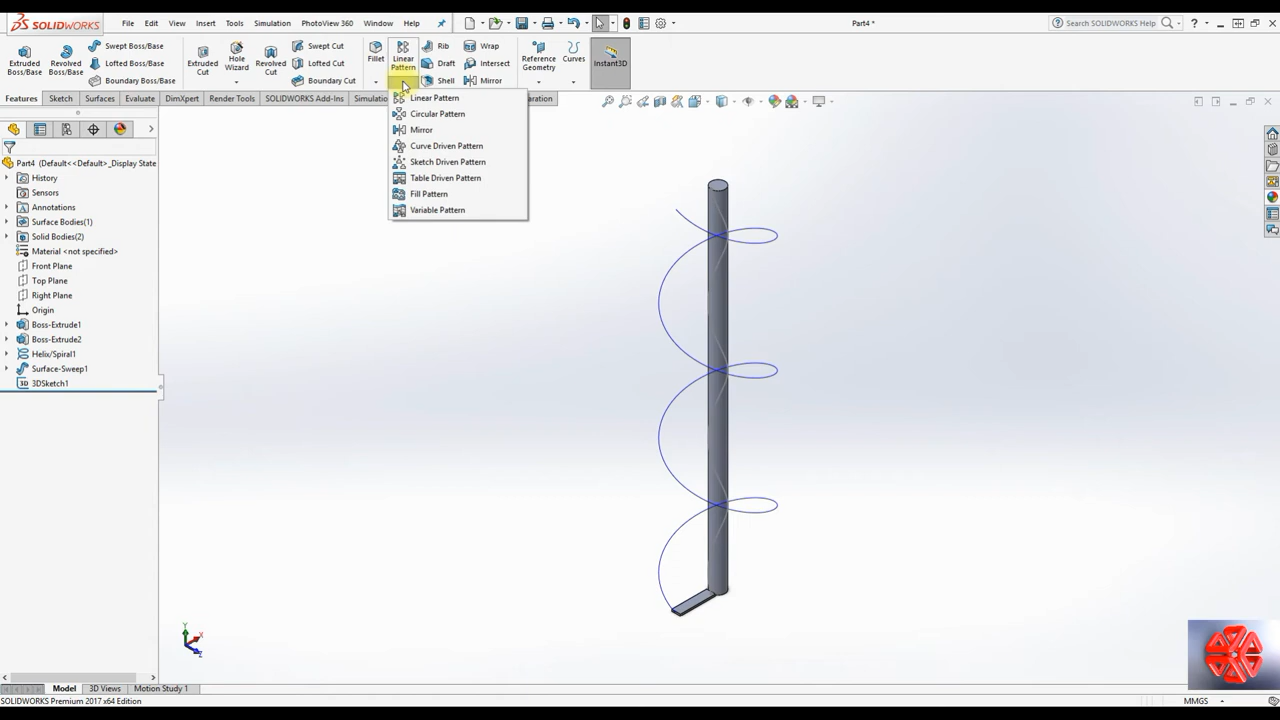 SOLIDWORKS
File Edit View Insert Tools Simulation PhotoView 360 Window Help
Part4 *
Search SOLIDWORKS Help
Extruded Boss/Base
Revolved Boss/Base
Swept Boss/Base
Lofted Boss/Base
Boundary Boss/Base
Extruded Cut
Hole Wizard
Revolved Cut
Swept Cut
Lofted Cut
Boundary Cut
Fillet
Linear Pattern
Rib
Draft
Shell
Wrap
Intersect
Mirror
Reference Geometry
Curves
Instant3D
Features Sketch Surfaces Evaluate DimXpert Render Tools SOLIDWORKS Add-Ins Simulatio aration
Linear Pattern
Circular Pattern
Mirror
Curve Driven Pattern
Sketch Driven Pattern
Table Driven Pattern
Fill Pattern
Variable Pattern
Part4 (Default<<Default>_Display State
History
Sensors
Annotations
Surface Bodies(1)
Solid Bodies(2)
Material <not specified>
Front Plane
Top Plane
Right Plane
Origin
Boss-Extrude1
Boss-Extrude2
Helix/Spiral1
Surface-Sweep1
3D 3DSketch1
Y
X
Z
Model 3D Views Motion Study 1
SOLIDWORKS Premium 2017 x64 Edition
MMGS